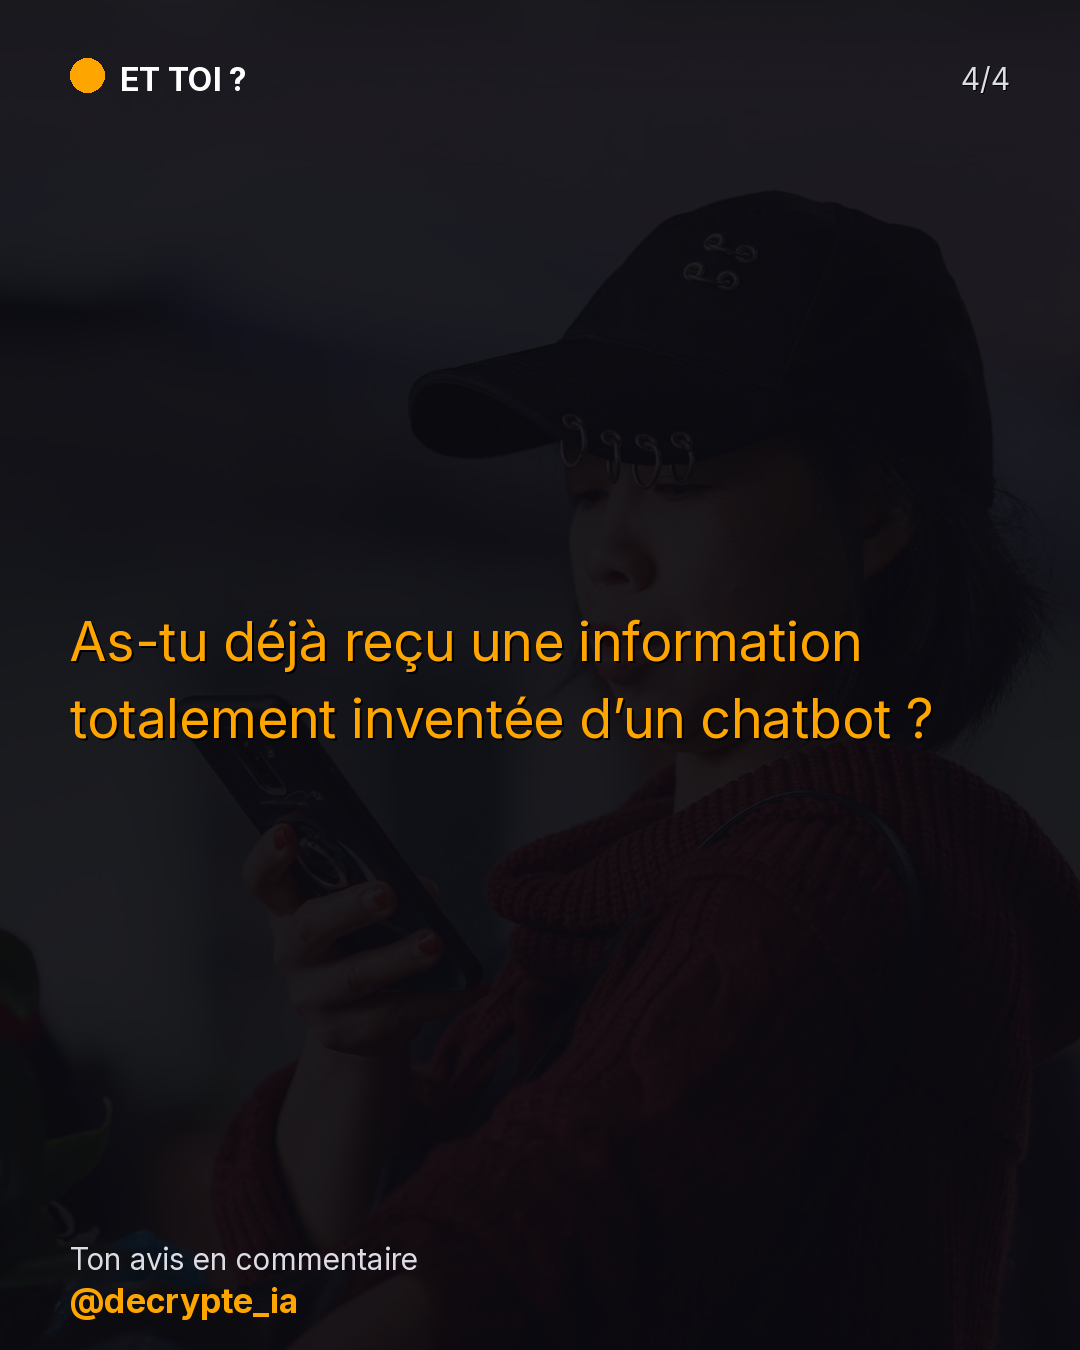 ET TOI ?
4/4
As-tu déjà reçu une information
totalement inventée d’un chatbot ?
Ton avis en commentaire
@decrypte_ia